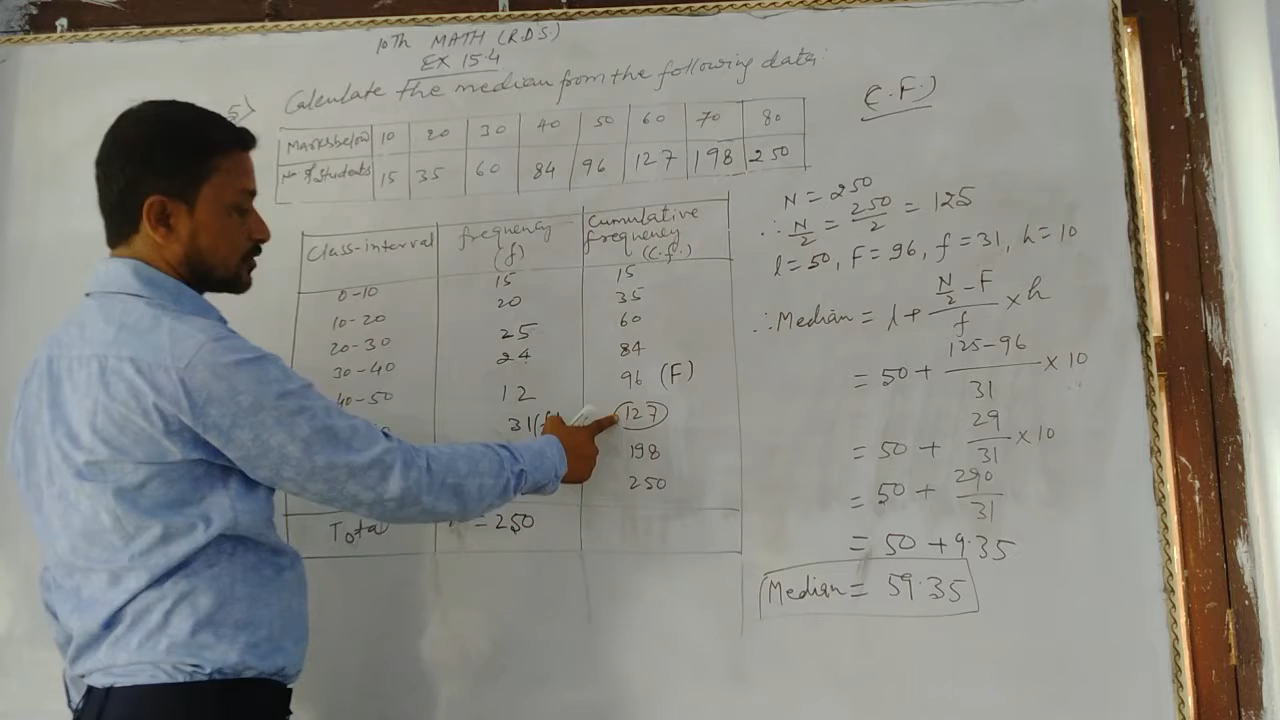 10Th MATH (R.D.S.)
EX 15.4
5) Calculate the median from the following data:
Marks below 10 20 30 40 50 60 70 80
No of Students 15 35 60 84 96 127 198 250
(C.F.)
Class-interval frequency (f) Cumulative frequency (C.f.)
0-10 15 15
10-20 20 35
20-30 25 60
30-40 24 84
40-50 12 96 (F)
31(f) 127
198
250
Total = 250
N = 250
∴ N/2 = 250/2 = 125
l = 50, F = 96, f = 31, h = 10
∴ Median = l + (N/2 - F)/f × h
= 50 + (125-96)/31 × 10
= 50 + 29/31 × 10
= 50 + 290/31
= 50 + 9.35
Median = 59.35